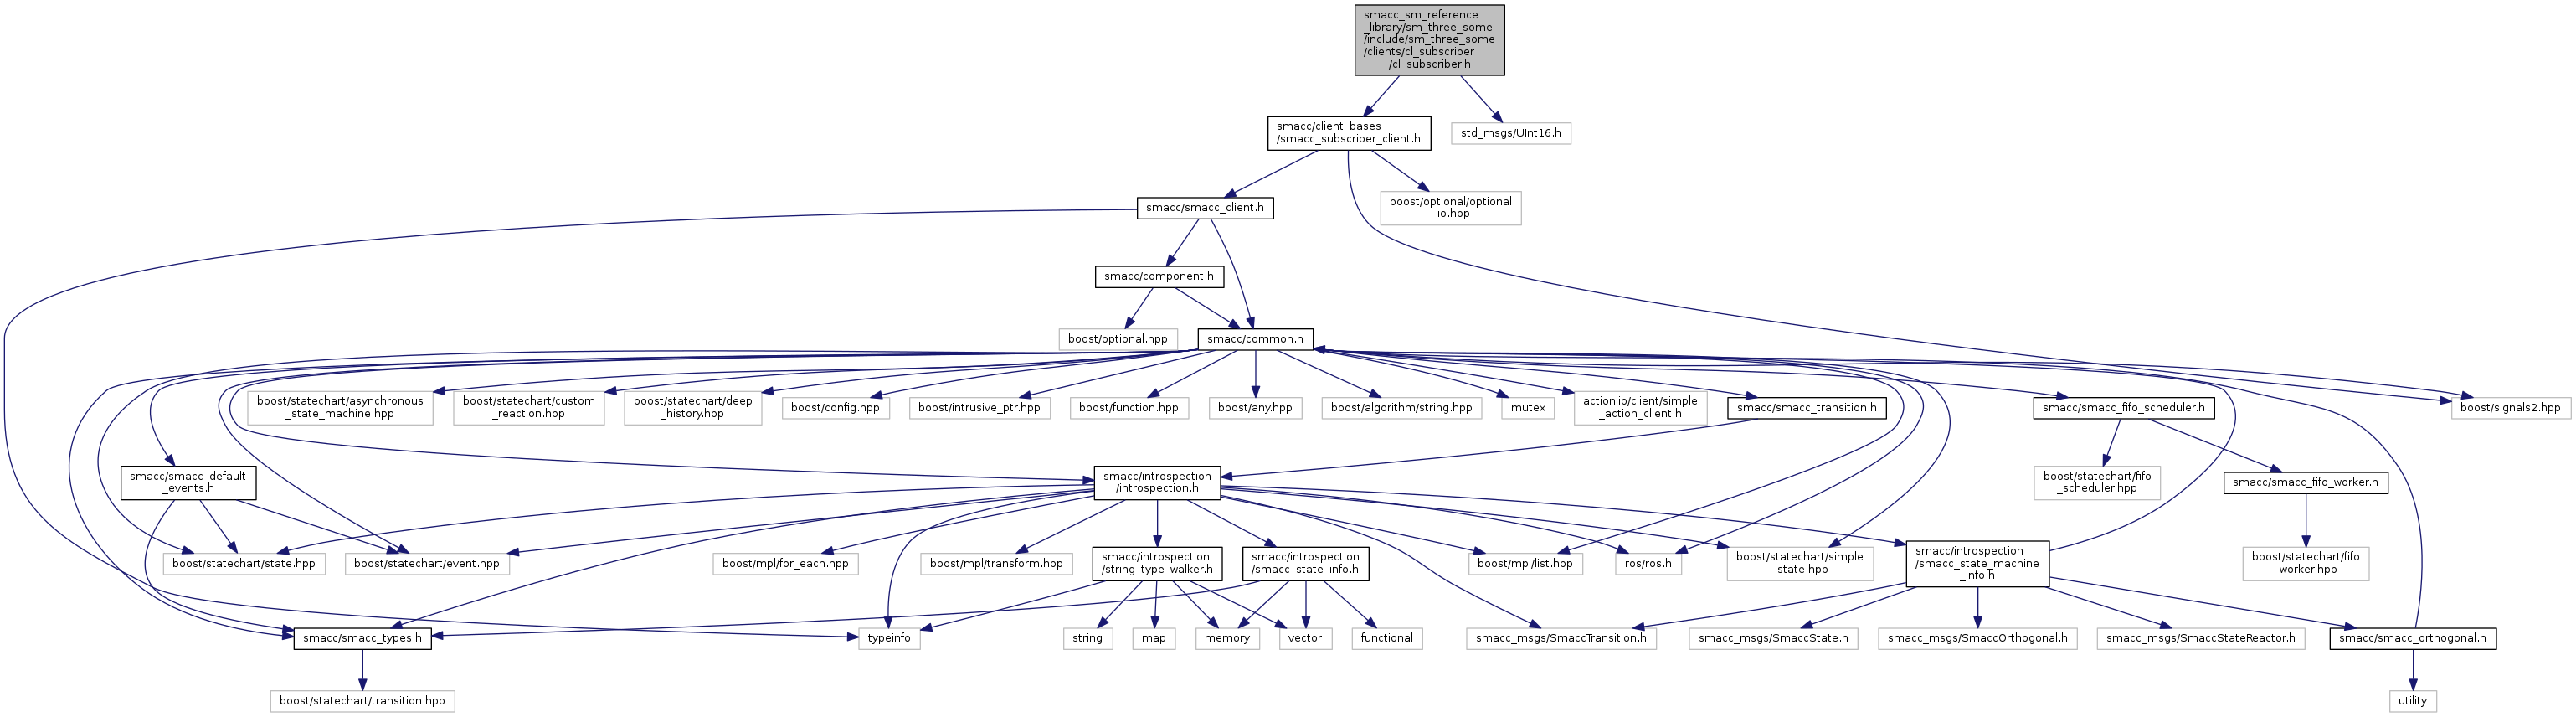 smacc_sm_reference
_library/sm_three_some
/include/sm_three_some
/clients/cl_subscriber
/cl_subscriber.h
smacc/client_bases
/smacc_subscriber_client.h
std_msgs/UInt16.h
smacc/smacc_client.h
boost/optional/optional
_io.hpp
smacc/component.h
boost/optional.hpp
smacc/common.h
boost/statechart/asynchronous
_state_machine.hpp
boost/statechart/custom
_reaction.hpp
boost/statechart/deep
_history.hpp
boost/config.hpp
boost/intrusive_ptr.hpp
boost/function.hpp
boost/any.hpp
boost/algorithm/string.hpp
mutex
actionlib/client/simple
_action_client.h
smacc/smacc_transition.h
smacc/smacc_fifo_scheduler.h
boost/signals2.hpp
smacc/smacc_default
_events.h
smacc/introspection
/introspection.h
boost/statechart/fifo
_scheduler.hpp
smacc/smacc_fifo_worker.h
boost/statechart/state.hpp
boost/statechart/event.hpp
boost/mpl/for_each.hpp
boost/mpl/transform.hpp
smacc/introspection
/string_type_walker.h
smacc/introspection
/smacc_state_info.h
boost/mpl/list.hpp
ros/ros.h
boost/statechart/simple
_state.hpp
smacc/introspection
/smacc_state_machine
_info.h
boost/statechart/fifo
_worker.hpp
smacc/smacc_types.h
typeinfo
string
map
memory
vector
functional
smacc_msgs/SmaccTransition.h
smacc_msgs/SmaccState.h
smacc_msgs/SmaccOrthogonal.h
smacc_msgs/SmaccStateReactor.h
smacc/smacc_orthogonal.h
boost/statechart/transition.hpp
utility